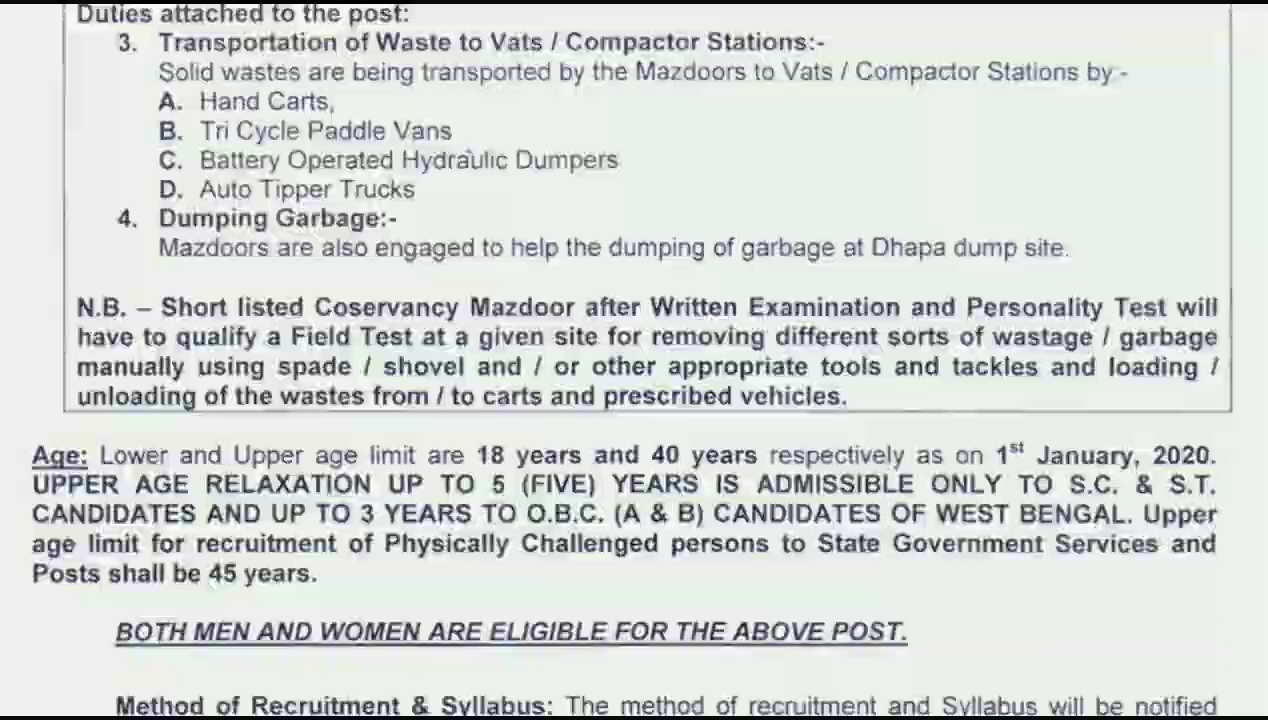 Duties attached to the post:
3. Transportation of Waste to Vats / Compactor Stations:-
Solid wastes are being transported by the Mazdoors to Vats / Compactor Stations by:-
A. Hand Carts,
B. Tri Cycle Paddle Vans
C. Battery Operated Hydraulic Dumpers
D. Auto Tipper Trucks
4. Dumping Garbage:-
Mazdoors are also engaged to help the dumping of garbage at Dhapa dump site.
N.B. – Short listed Coservancy Mazdoor after Written Examination and Personality Test will
have to qualify a Field Test at a given site for removing different sorts of wastage / garbage
manually using spade / shovel and / or other appropriate tools and tackles and loading /
unloading of the wastes from / to carts and prescribed vehicles.
Age: Lower and Upper age limit are 18 years and 40 years respectively as on 1st January, 2020.
UPPER AGE RELAXATION UP TO 5 (FIVE) YEARS IS ADMISSIBLE ONLY TO S.C. & S.T.
CANDIDATES AND UP TO 3 YEARS TO O.B.C. (A & B) CANDIDATES OF WEST BENGAL. Upper
age limit for recruitment of Physically Challenged persons to State Government Services and
Posts shall be 45 years.
BOTH MEN AND WOMEN ARE ELIGIBLE FOR THE ABOVE POST.
Method of Recruitment & Syllabus: The method of recruitment and Syllabus will be notified